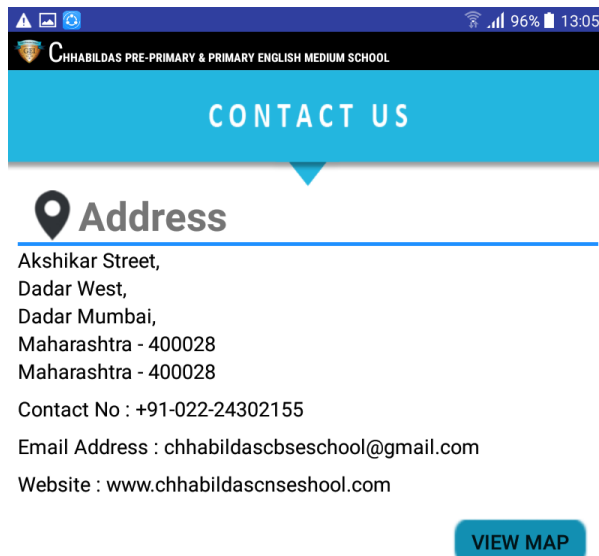 96% 13:05
CHHABILDAS PRE-PRIMARY & PRIMARY ENGLISH MEDIUM SCHOOL
CONTACT US
Address
Akshikar Street,
Dadar West,
Dadar Mumbai,
Maharashtra - 400028
Maharashtra - 400028
Contact No : +91-022-24302155
Email Address : chhabildascbseschool@gmail.com
Website : www.chhabildascnseshool.com
VIEW MAP